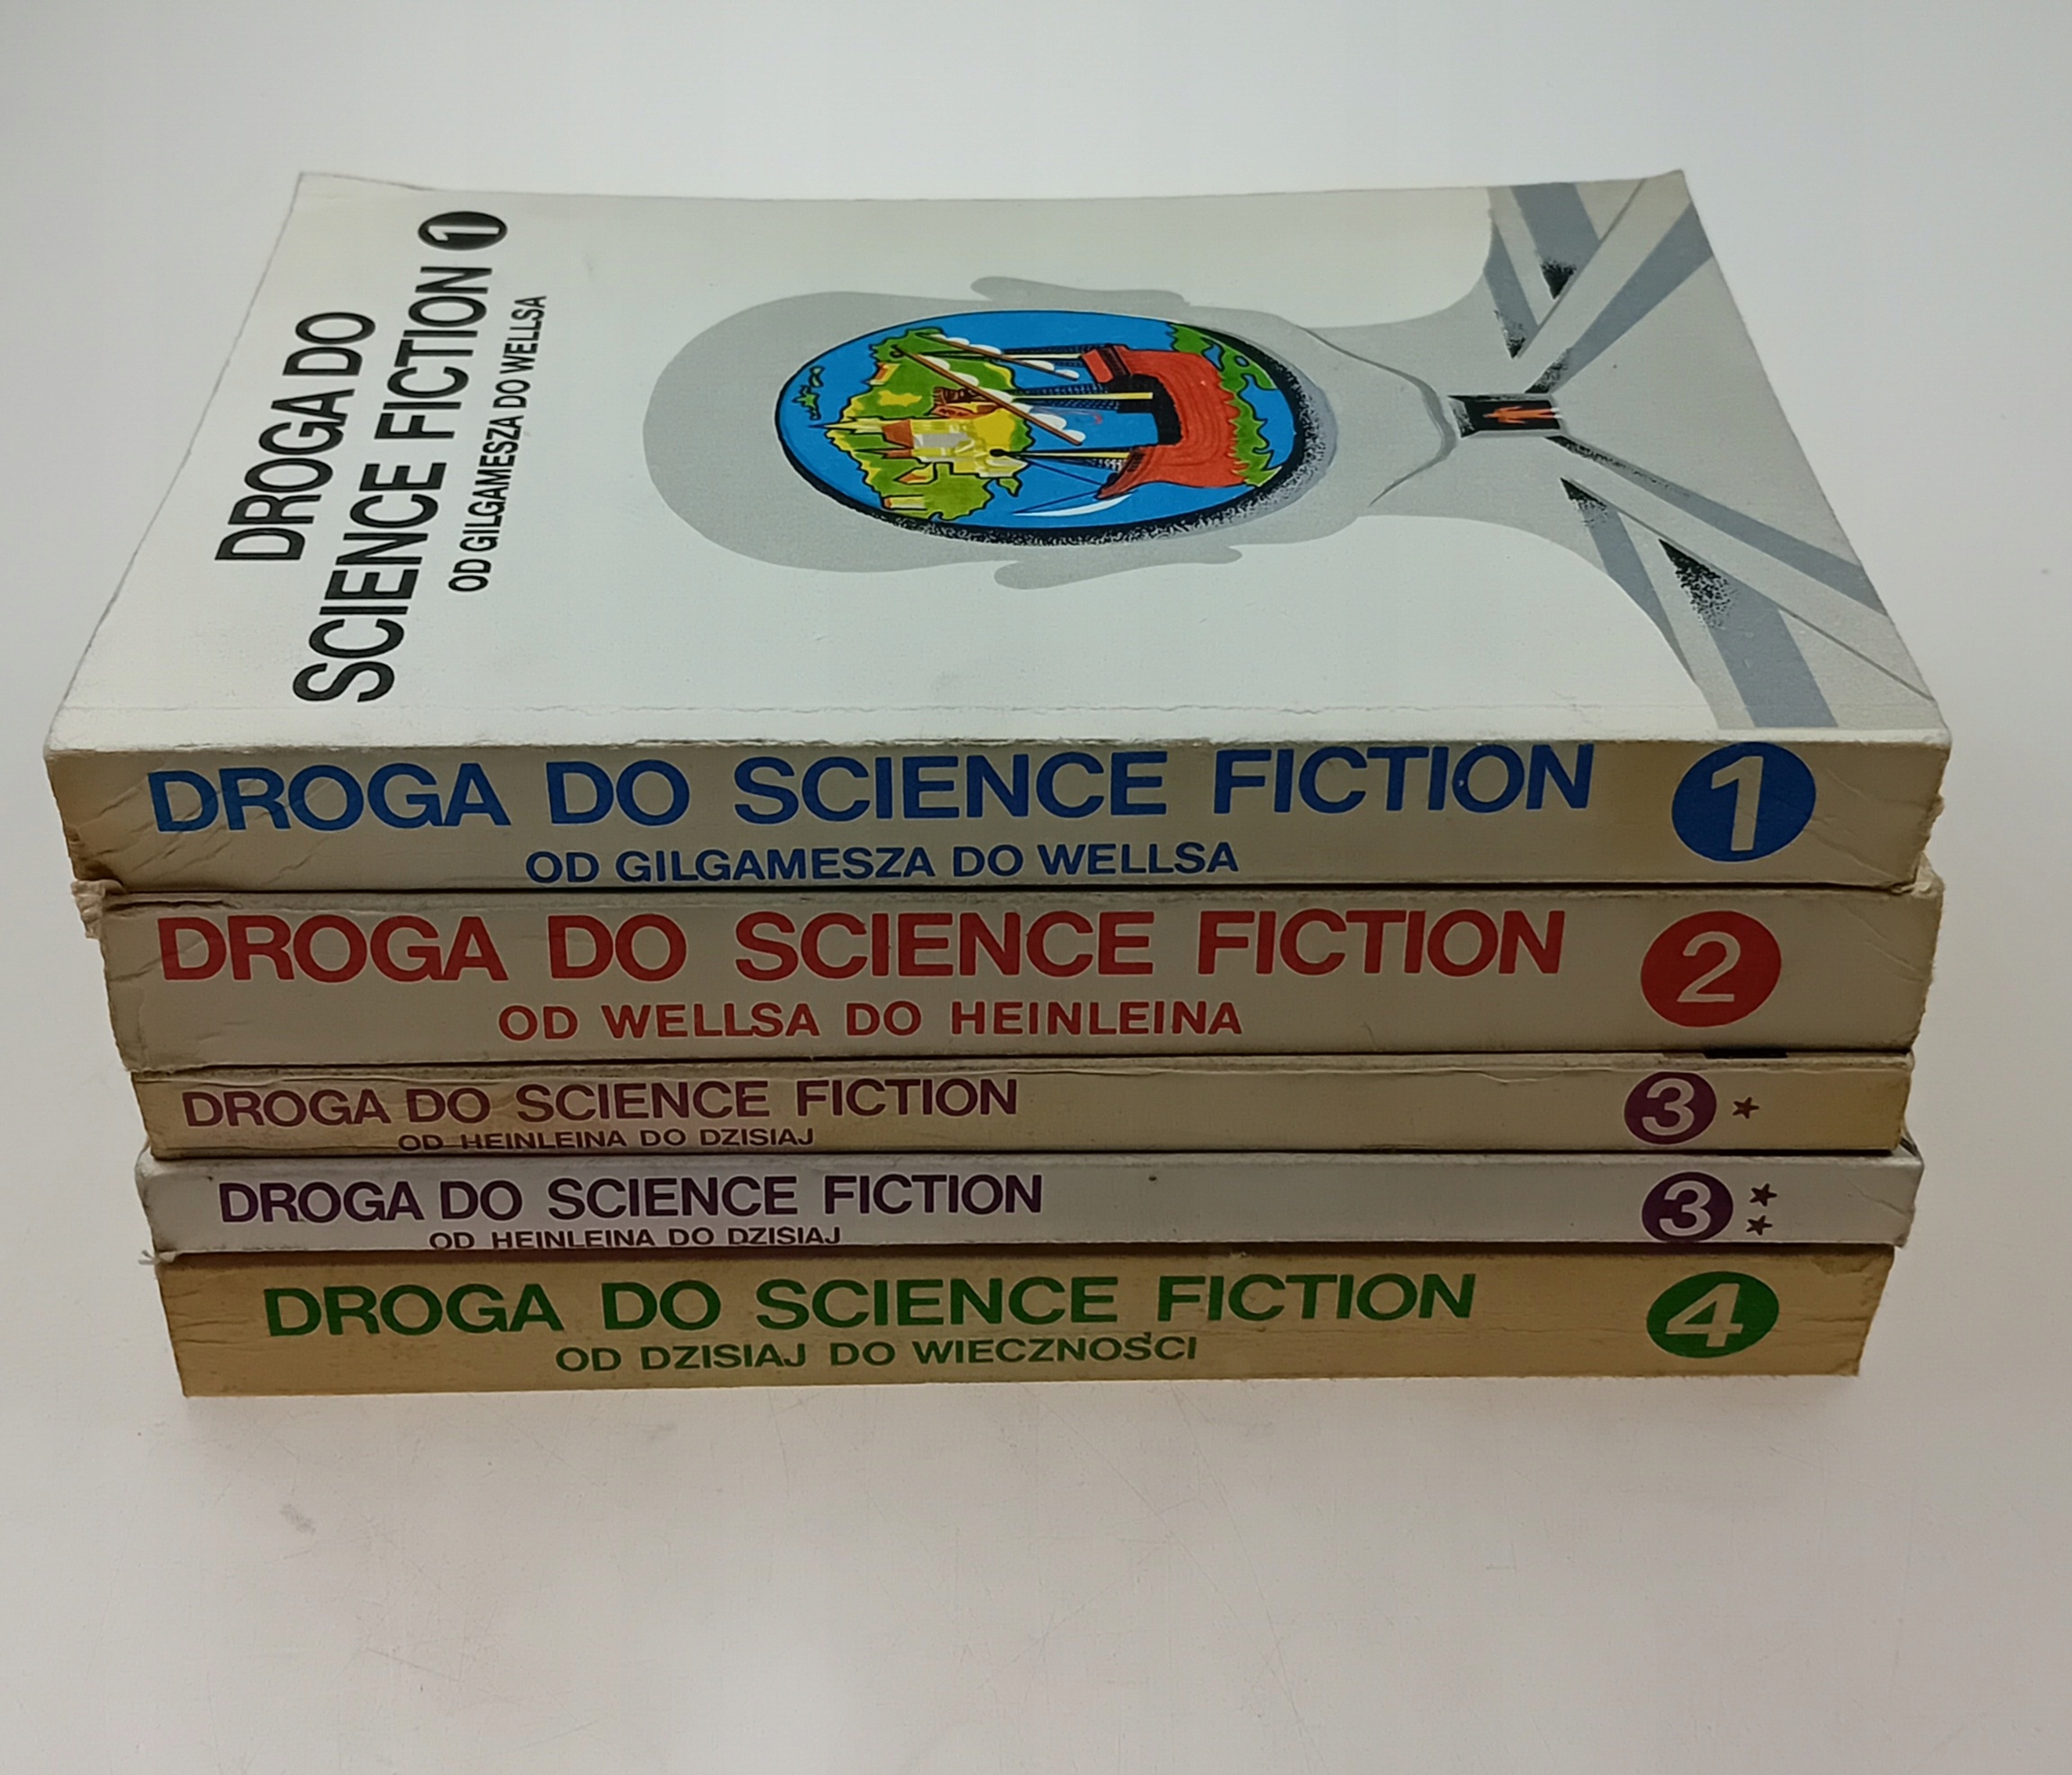 DROGA DO
SCIENCE FICTION 1
OD GILGAMESZA DO WELLSA
DROGA DO SCIENCE FICTION 1
OD GILGAMESZA DO WELLSA
DROGA DO SCIENCE FICTION 2
OD WELLSA DO HEINLEINA
DROGA DO SCIENCE FICTION 3 ★
OD HEINLEINA DO DZISIAJ
DROGA DO SCIENCE FICTION 3 ★★
OD HEINLEINA DO DZISIAJ
DROGA DO SCIENCE FICTION 4
OD DZISIAJ DO WIECZNOŚCI